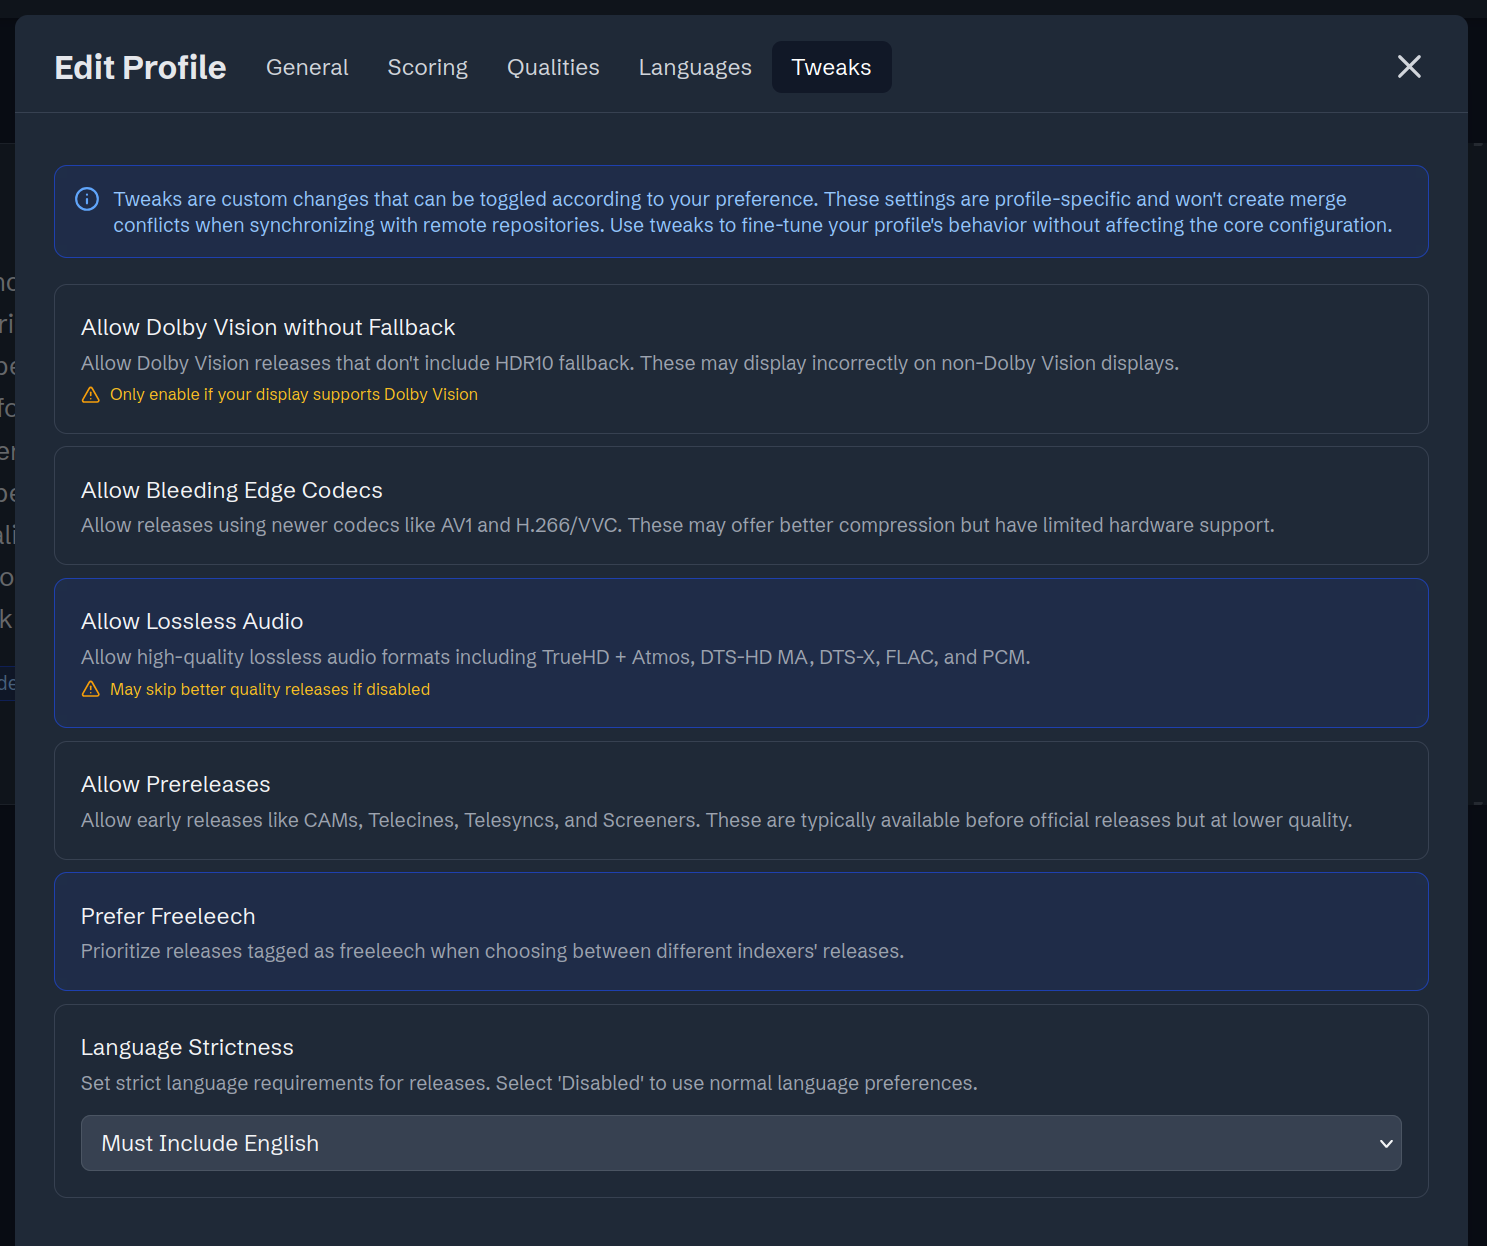 Edit Profile
General
Scoring
Qualities
Languages
Tweaks
Tweaks are custom changes that can be toggled according to your preference. These settings are profile-specific and won't create merge
conflicts when synchronizing with remote repositories. Use tweaks to fine-tune your profile's behavior without affecting the core configuration.
Allow Dolby Vision without Fallback
Allow Dolby Vision releases that don't include HDR10 fallback. These may display incorrectly on non-Dolby Vision displays.
Only enable if your display supports Dolby Vision
Allow Bleeding Edge Codecs
Allow releases using newer codecs like AV1 and H.266/VVC. These may offer better compression but have limited hardware support.
Allow Lossless Audio
Allow high-quality lossless audio formats including TrueHD + Atmos, DTS-HD MA, DTS-X, FLAC, and PCM.
May skip better quality releases if disabled
Allow Prereleases
Allow early releases like CAMs, Telecines, Telesyncs, and Screeners. These are typically available before official releases but at lower quality.
Prefer Freeleech
Prioritize releases tagged as freeleech when choosing between different indexers' releases.
Language Strictness
Set strict language requirements for releases. Select 'Disabled' to use normal language preferences.
Must Include English